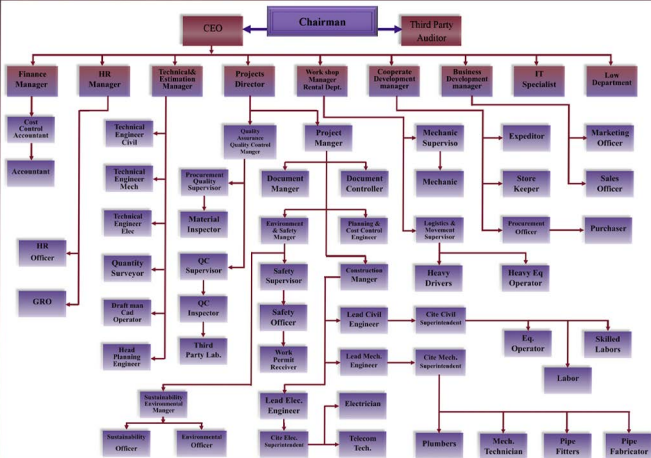 Chairman
CEO
Third Party
Auditor
Finance
Manager
HR
Manager
Technical&
Estimation
Manager
Projects
Director
Work shop
Manager
Rental Dept.
Cooperate
Development
manager
Business
Development
manager
IT
Specialist
Law
Department
Cost
Control
Accountant
Accountant
HR
Officer
GRO
Technical
Engineer
Civil
Technical
Engineer
Mech
Technical
Engineer
Elec
Quantity
Surveyor
Draft man
Cad
Operator
Head
Planning
Engineer
Quality
Assurance
Quality Control
Manger
Project
Manger
Procurement
Quality
Supervisor
Material
Inspector
QC
Supervisor
QC
Inspector
Third
Party Lab.
Document
Manger
Document
Controller
Environment
& Safety
Manger
Planning &
Cost Control
Engineer
Safety
Supervisor
Safety
Officer
Work
Permit
Receiver
Construction
Manger
Mechanic
Superviso
Mechanic
Logistics &
Movement
Supervisor
Heavy
Drivers
Heavy Eq
Operator
Expeditor
Store
Keeper
Procurement
Officer
Purchaser
Marketing
Officer
Sales
Officer
Lead Civil
Engineer
Cite Civil
Superintendent
Eq.
Operator
Labor
Skilled
Labors
Lead Mech.
Engineer
Cite Mech.
Superintendent
Plumbers
Mech.
Technician
Pipe
Fitters
Pipe
Fabricator
Lead Elec.
Engineer
Cite Elec.
Superintendent
Electrician
Telecom
Tech.
Sustainability
Environmental
Manger
Sustainability
Officer
Environmental
Officer